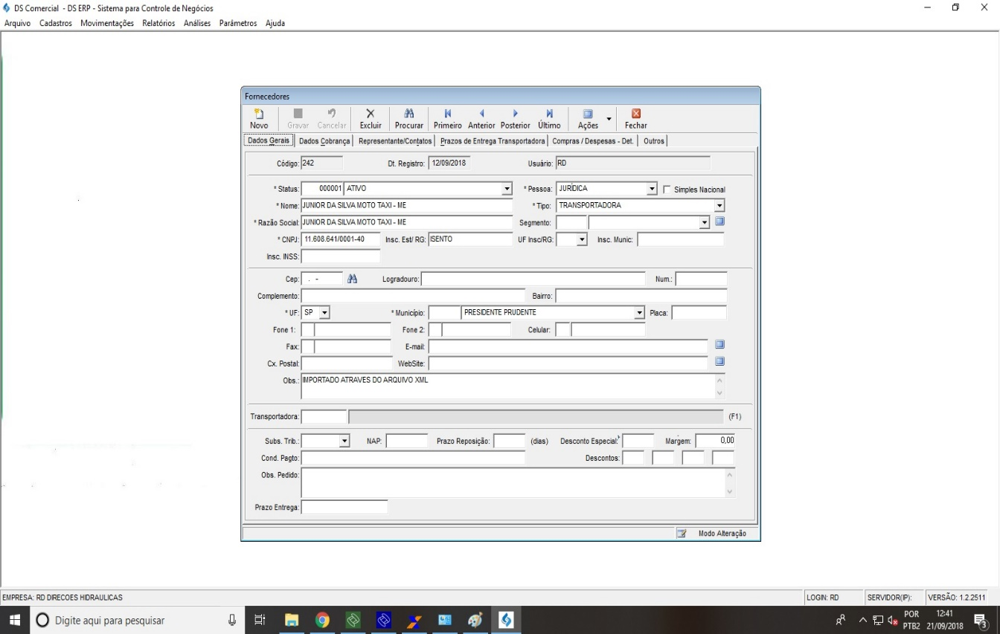 DS Comercial - DS ERP - Sistema para Controle de Negócios
Arquivo Cadastros Movimentações Relatórios Análises Parâmetros Ajuda
Fornecedores
Novo Gravar Cancelar Excluir Procurar Primeiro Anterior Posterior Último Ações Fechar
Dados Gerais Dados Cobrança Representante/Contatos Prazos de Entrega Transportadora Compras / Despesas - Det. Outros
Código: 242 Dt. Registro: 12/09/2018 Usuário: RD
* Status: 000001 ATIVO * Pessoa: JURÍDICA Simples Nacional
* Nome: JUNIOR DA SILVA MOTO TAXI - ME * Tipo: TRANSPORTADORA
* Razão Social: JUNIOR DA SILVA MOTO TAXI - ME Segmento:
* CNPJ: 11.608.641/0001-40 Insc. Est/ RG: ISENTO UF Insc/RG: Insc. Munic:
Insc. INSS:
Cep: . - Logradouro: Num.:
Complemento: Bairro:
* UF: SP * Município: PRESIDENTE PRUDENTE Placa:
Fone 1: Fone 2: Celular:
Fax: E-mail:
Cx. Postal: WebSite:
Obs.: IMPORTADO ATRAVES DO ARQUIVO XML
Transportadora: (F1)
Subs. Trib.: NAP: Prazo Reposição: (dias) Desconto Especial: Margem: 0,00
Cond. Pagto: Descontos:
Obs. Pedido:
Prazo Entrega:
Modo Alteração
EMPRESA: RD DIRECOES HIDRAULICAS LOGIN: RD SERVIDOR(IP): VERSÃO: 1.2.2511
Digite aqui para pesquisar POR 12:41
PTB2 21/09/2018 3